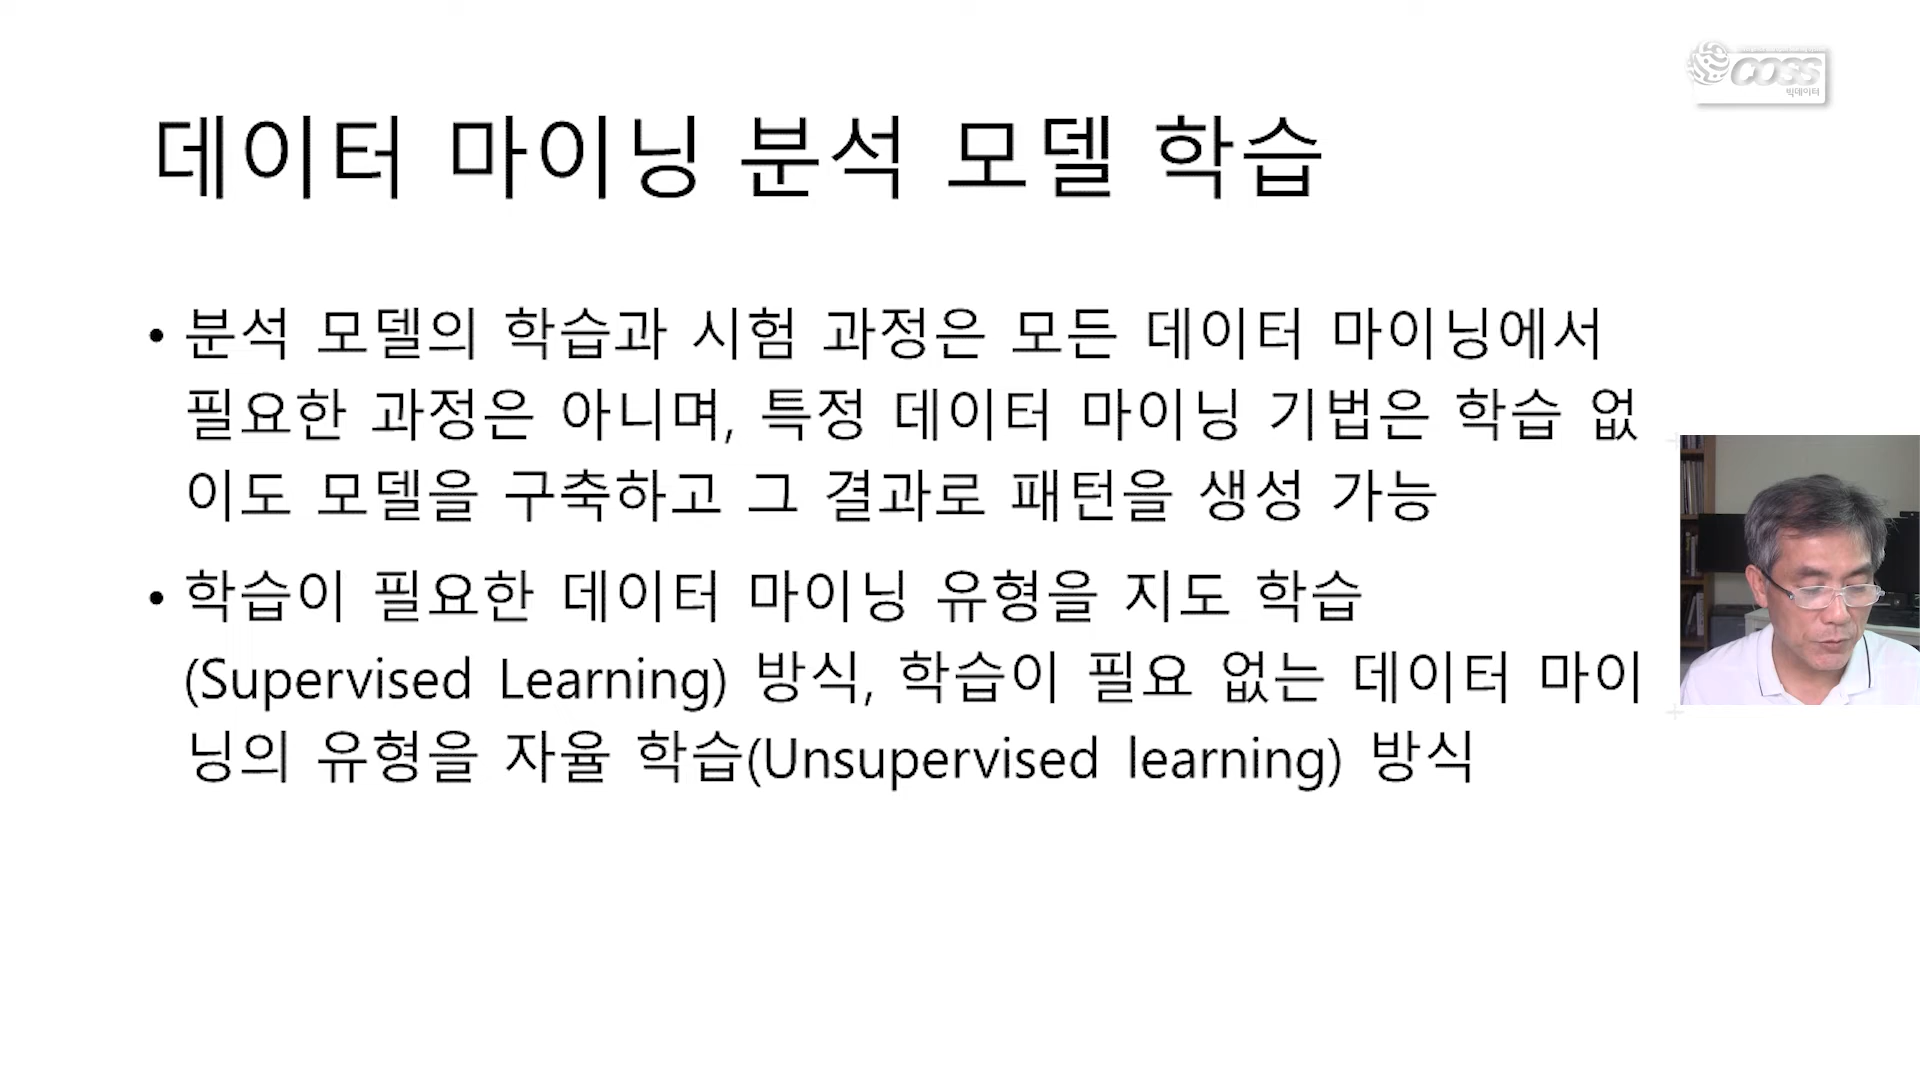 COSS
빅데이터
데이터 마이닝 분석 모델 학습
• 분석 모델의 학습과 시험 과정은 모든 데이터 마이닝에서
필요한 과정은 아니며, 특정 데이터 마이닝 기법은 학습 없
이도 모델을 구축하고 그 결과로 패턴을 생성 가능
• 학습이 필요한 데이터 마이닝 유형을 지도 학습
(Supervised Learning) 방식, 학습이 필요 없는 데이터 마이
닝의 유형을 자율 학습(Unsupervised learning) 방식